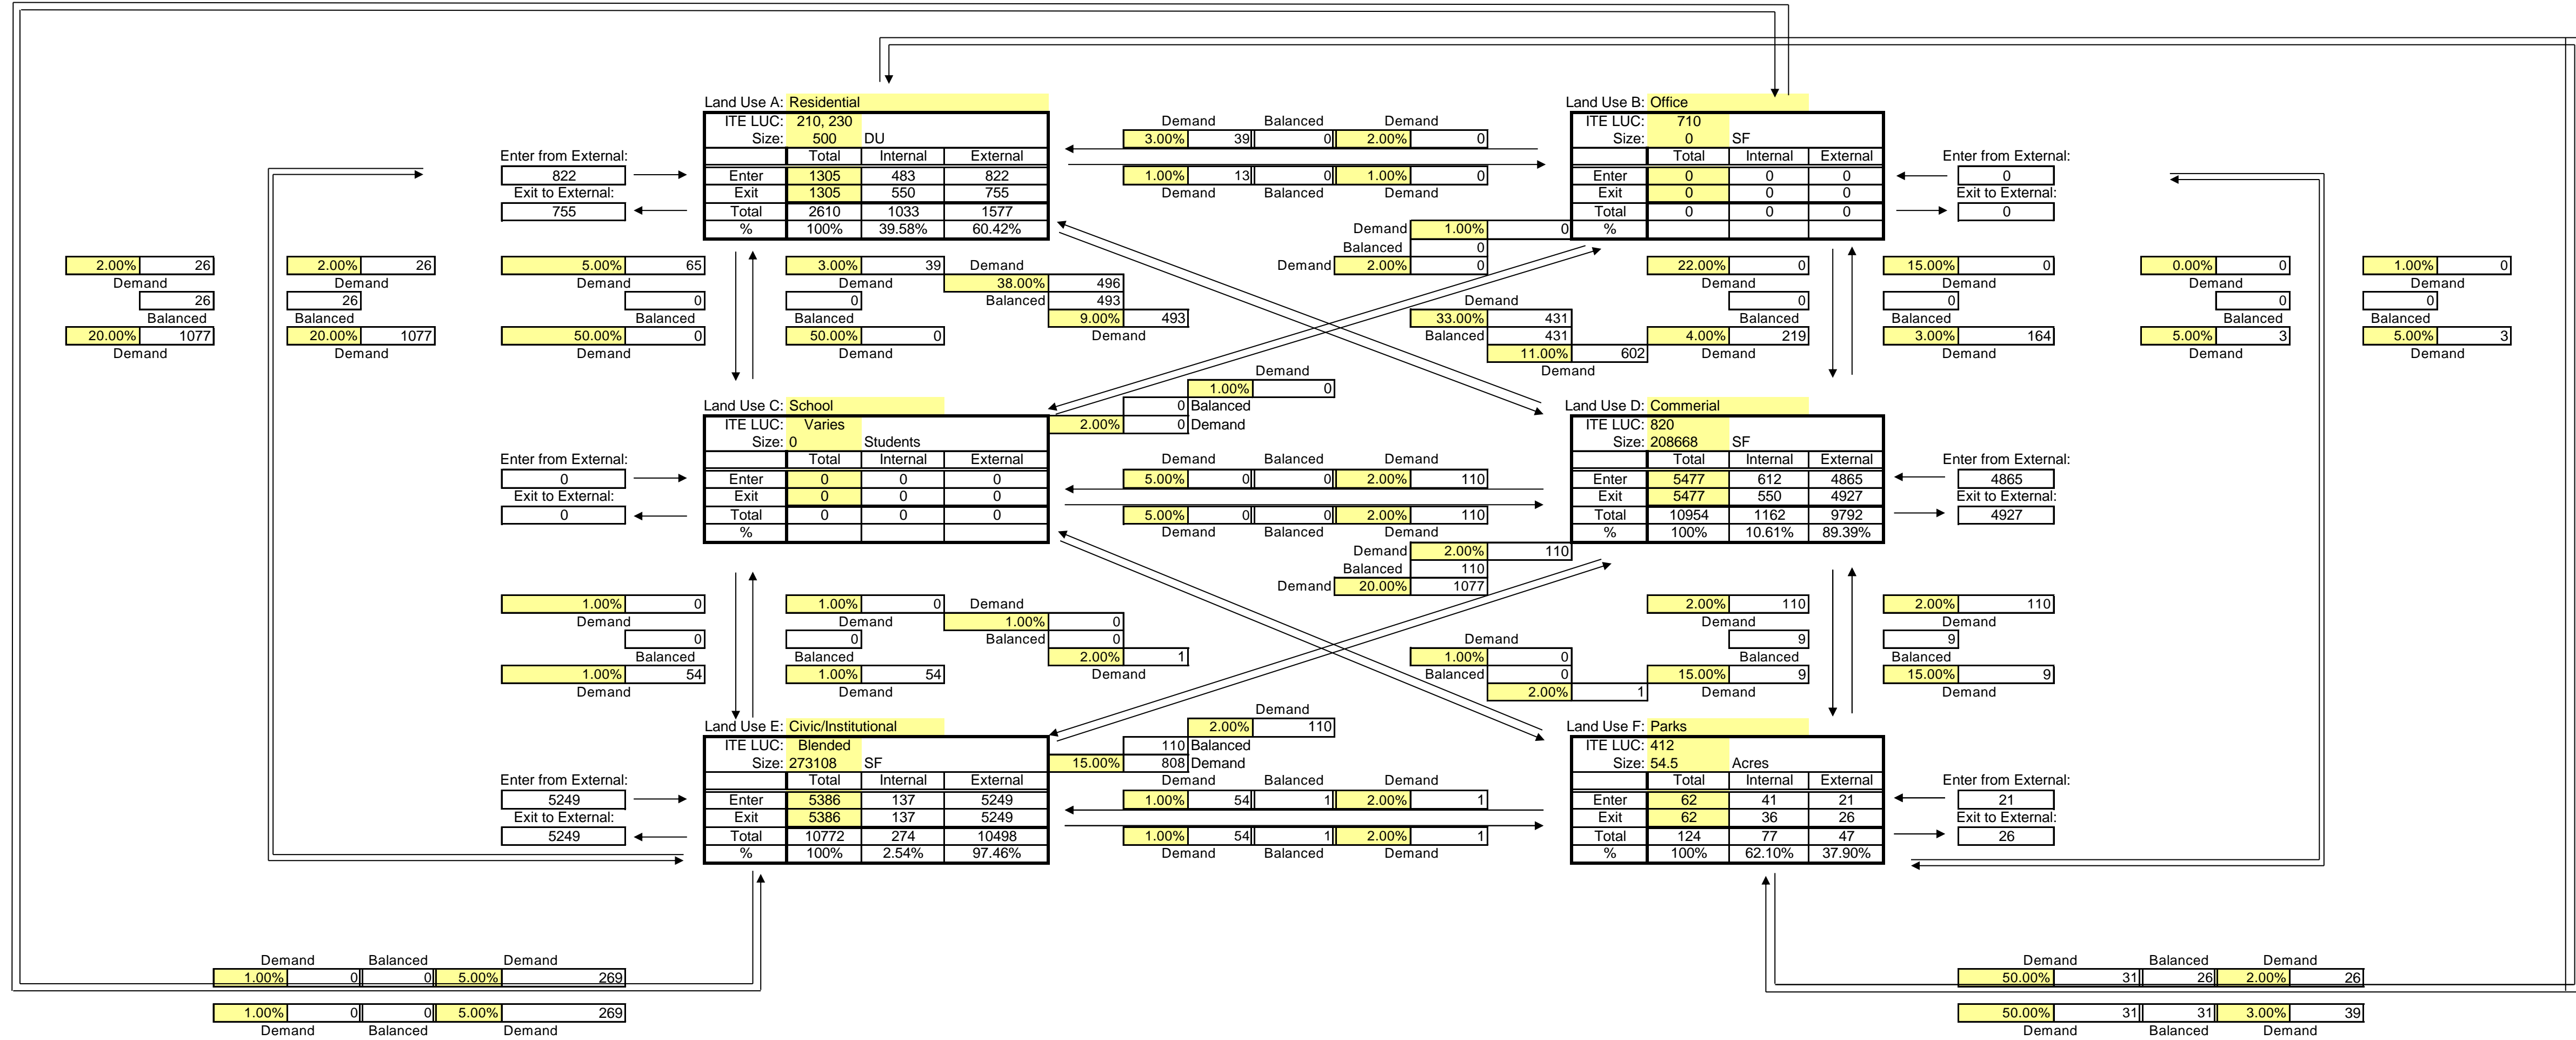 Land Use A: Residential Land Use B: Office
ITE LUC: 210, 230 Demand Balanced Demand ITE LUC: 710
Size: 500 DU 3.00% 39 0 2.00% 0 Size: 0 SF
Enter from External: Total Internal External Total Internal External Enter from External:
822 Enter 1305 483 822 1.00% 13 0 1.00% 0 Enter 0 0 0 0
Exit to External: Exit 1305 550 755 Demand Balanced Demand Exit 0 0 0 Exit to External:
755 Total 2610 1033 1577 Total 0 0 0 0
% 100% 39.58% 60.42% Demand 1.00% 0 %
Balanced 0
2.00% 26 2.00% 26 5.00% 65 3.00% 39 Demand Demand 2.00% 0 22.00% 0 15.00% 0 0.00% 0 1.00% 0
Demand Demand Demand Demand 38.00% 496 Demand Demand Demand Demand
26 26 0 0 Balanced 493 Demand 0 0 0 0
Balanced Balanced Balanced Balanced 9.00% 493 33.00% 431 Balanced Balanced Balanced Balanced
20.00% 1077 20.00% 1077 50.00% 0 50.00% 0 Demand Balanced 431 4.00% 219 3.00% 164 5.00% 3 5.00% 3
Demand Demand Demand Demand 11.00% 602 Demand Demand Demand Demand
Demand Demand
1.00% 0
Land Use C: School 0 Balanced Land Use D: Commerial
ITE LUC: Varies 2.00% 0 Demand ITE LUC: 820
Size: 0 Students Size: 208668 SF
Enter from External: Total Internal External Demand Balanced Demand Total Internal External Enter from External:
0 Enter 0 0 0 5.00% 0 0 2.00% 110 Enter 5477 612 4865 4865
Exit to External: Exit 0 0 0 Exit 5477 550 4927 Exit to External:
0 Total 0 0 0 5.00% 0 0 2.00% 110 Total 10954 1162 9792 4927
% Demand Balanced Demand % 100% 10.61% 89.39%
Demand 2.00% 110
Balanced 110
Demand 20.00% 1077
1.00% 0 1.00% 0 Demand 2.00% 110 2.00% 110
Demand Demand 1.00% 0 Demand Demand
0 0 Balanced 0 Demand 9 9
Balanced Balanced 2.00% 1 1.00% 0 Balanced Balanced
1.00% 54 1.00% 54 Demand Balanced 0 15.00% 9 15.00% 9
Demand Demand 2.00% 1 Demand Demand
Demand
Land Use E: Civic/Institutional 2.00% 110 Land Use F: Parks
ITE LUC: Blended 110 Balanced ITE LUC: 412
Size: 273108 SF 15.00% 808 Demand Size: 54.5 Acres
Enter from External: Total Internal External Demand Balanced Demand Total Internal External Enter from External:
5249 Enter 5386 137 5249 1.00% 54 1 2.00% 1 Enter 62 41 21 21
Exit to External: Exit 5386 137 5249 Exit 62 36 26 Exit to External:
5249 Total 10772 274 10498 1.00% 54 1 2.00% 1 Total 124 77 47 26
% 100% 2.54% 97.46% Demand Balanced Demand % 100% 62.10% 37.90%
Demand Balanced Demand Demand Balanced Demand
1.00% 0 0 5.00% 269 50.00% 31 26 2.00% 26
1.00% 0 0 5.00% 269 50.00% 31 31 3.00% 39
Demand Balanced Demand Demand Balanced Demand